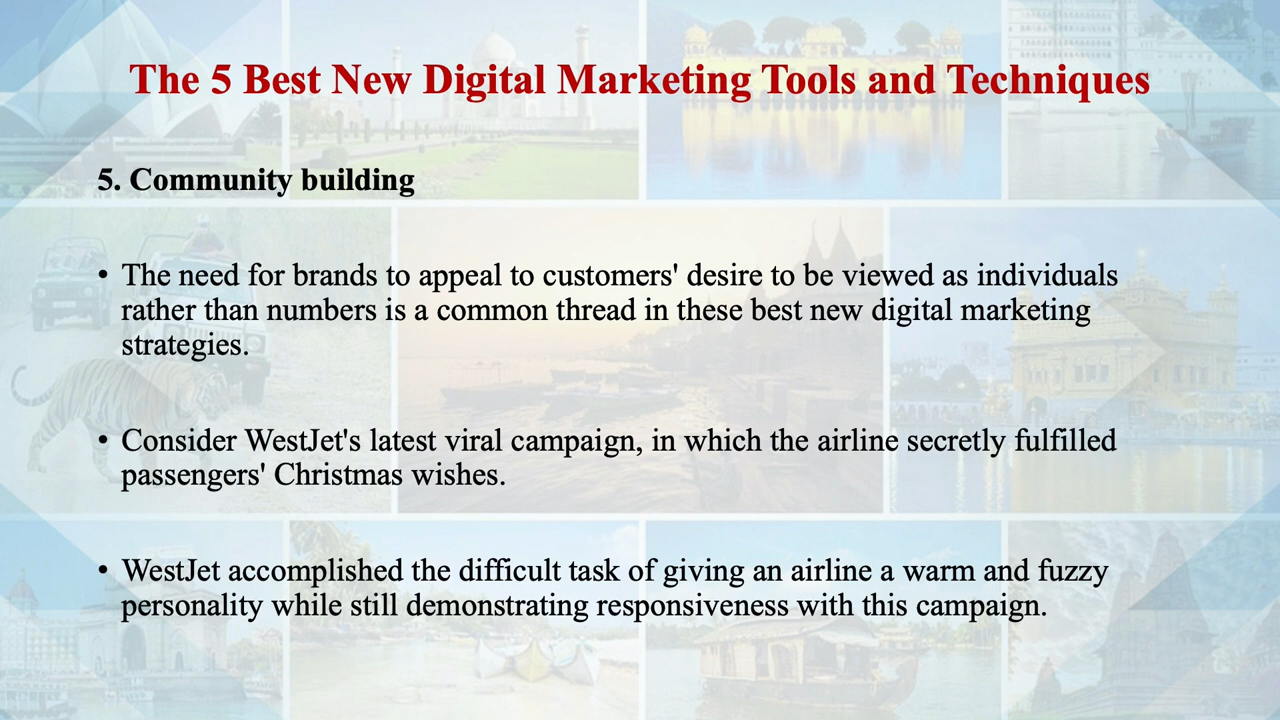 The 5 Best New Digital Marketing Tools and Techniques
5. Community building
• The need for brands to appeal to customers' desire to be viewed as individuals
rather than numbers is a common thread in these best new digital marketing
strategies.
• Consider WestJet's latest viral campaign, in which the airline secretly fulfilled
passengers' Christmas wishes.
• WestJet accomplished the difficult task of giving an airline a warm and fuzzy
personality while still demonstrating responsiveness with this campaign.